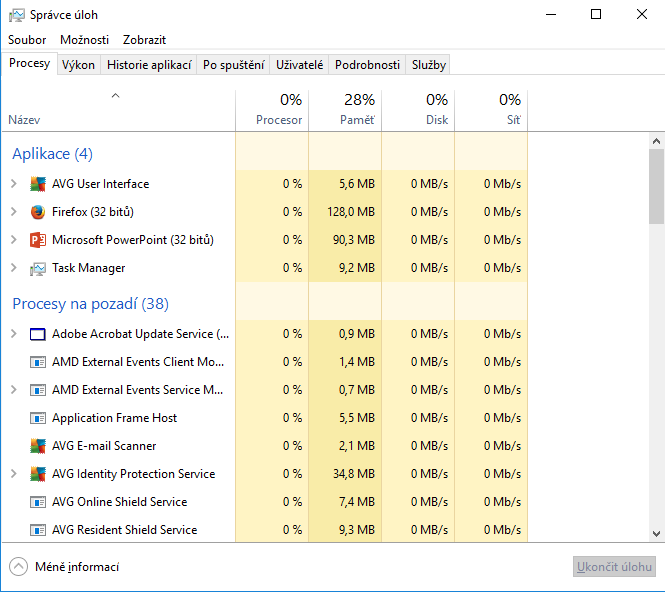 Správce úloh
Soubor Možnosti Zobrazit
Procesy Výkon Historie aplikací Po spuštění Uživatelé Podrobnosti Služby
0% 28% 0% 0%
Název Procesor Paměť Disk Síť
Aplikace (4)
AVG User Interface 0 % 5,6 MB 0 MB/s 0 Mb/s
Firefox (32 bitů) 0 % 128,0 MB 0 MB/s 0 Mb/s
Microsoft PowerPoint (32 bitů) 0 % 90,3 MB 0 MB/s 0 Mb/s
Task Manager 0 % 9,2 MB 0 MB/s 0 Mb/s
Procesy na pozadí (38)
Adobe Acrobat Update Service (... 0 % 0,9 MB 0 MB/s 0 Mb/s
AMD External Events Client Mo... 0 % 1,4 MB 0 MB/s 0 Mb/s
AMD External Events Service M... 0 % 0,7 MB 0 MB/s 0 Mb/s
Application Frame Host 0 % 5,5 MB 0 MB/s 0 Mb/s
AVG E-mail Scanner 0 % 2,1 MB 0 MB/s 0 Mb/s
AVG Identity Protection Service 0 % 34,8 MB 0 MB/s 0 Mb/s
AVG Online Shield Service 0 % 7,4 MB 0 MB/s 0 Mb/s
AVG Resident Shield Service 0 % 9,3 MB 0 MB/s 0 Mb/s
Méně informací Ukončit úlohu